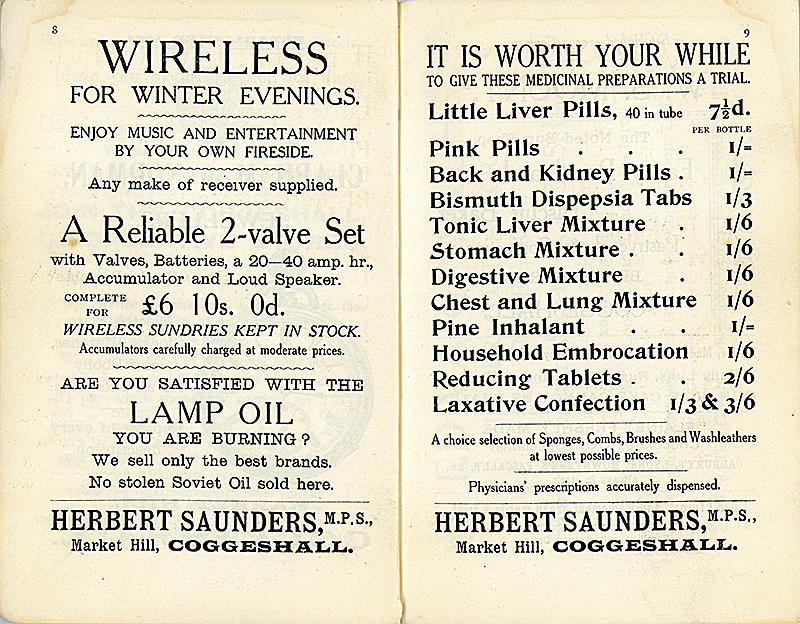 8
WIRELESS
FOR WINTER EVENINGS.
ENJOY MUSIC AND ENTERTAINMENT
BY YOUR OWN FIRESIDE.
Any make of receiver supplied.
A Reliable 2-valve Set
with Valves, Batteries, a 20—40 amp. hr.,
Accumulator and Loud Speaker.
COMPLETE FOR £6 10s. 0d.
WIRELESS SUNDRIES KEPT IN STOCK.
Accumulators carefully charged at moderate prices.
ARE YOU SATISFIED WITH THE
LAMP OIL
YOU ARE BURNING?
We sell only the best brands.
No stolen Soviet Oil sold here.
HERBERT SAUNDERS, M.P.S.,
Market Hill, COGGESHALL.
9
IT IS WORTH YOUR WHILE
TO GIVE THESE MEDICINAL PREPARATIONS A TRIAL.
Little Liver Pills, 40 in tube 7½d.
PER BOTTLE
Pink Pills . . . 1/=
Back and Kidney Pills . 1/=
Bismuth Dispepsia Tabs 1/3
Tonic Liver Mixture . 1/6
Stomach Mixture . . 1/6
Digestive Mixture . 1/6
Chest and Lung Mixture 1/6
Pine Inhalant . . 1/=
Household Embrocation 1/6
Reducing Tablets . . 2/6
Laxative Confection 1/3 & 3/6
A choice selection of Sponges, Combs, Brushes and Washleathers
at lowest possible prices.
Physicians' prescriptions accurately dispensed.
HERBERT SAUNDERS, M.P.S.,
Market Hill, COGGESHALL.